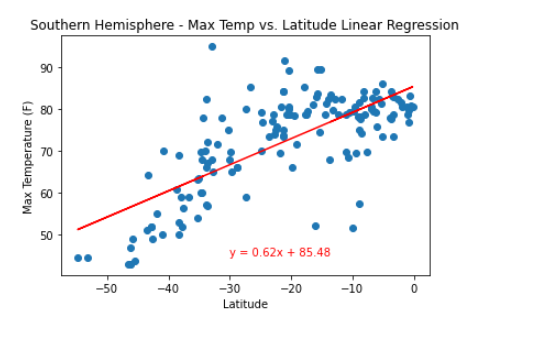 Southern Hemisphere - Max Temp vs. Latitude Linear Regression
90
80
70
60
50
Max Temperature (F)
y = 0.62x + 85.48
−50
−40
−30
−20
−10
0
Latitude